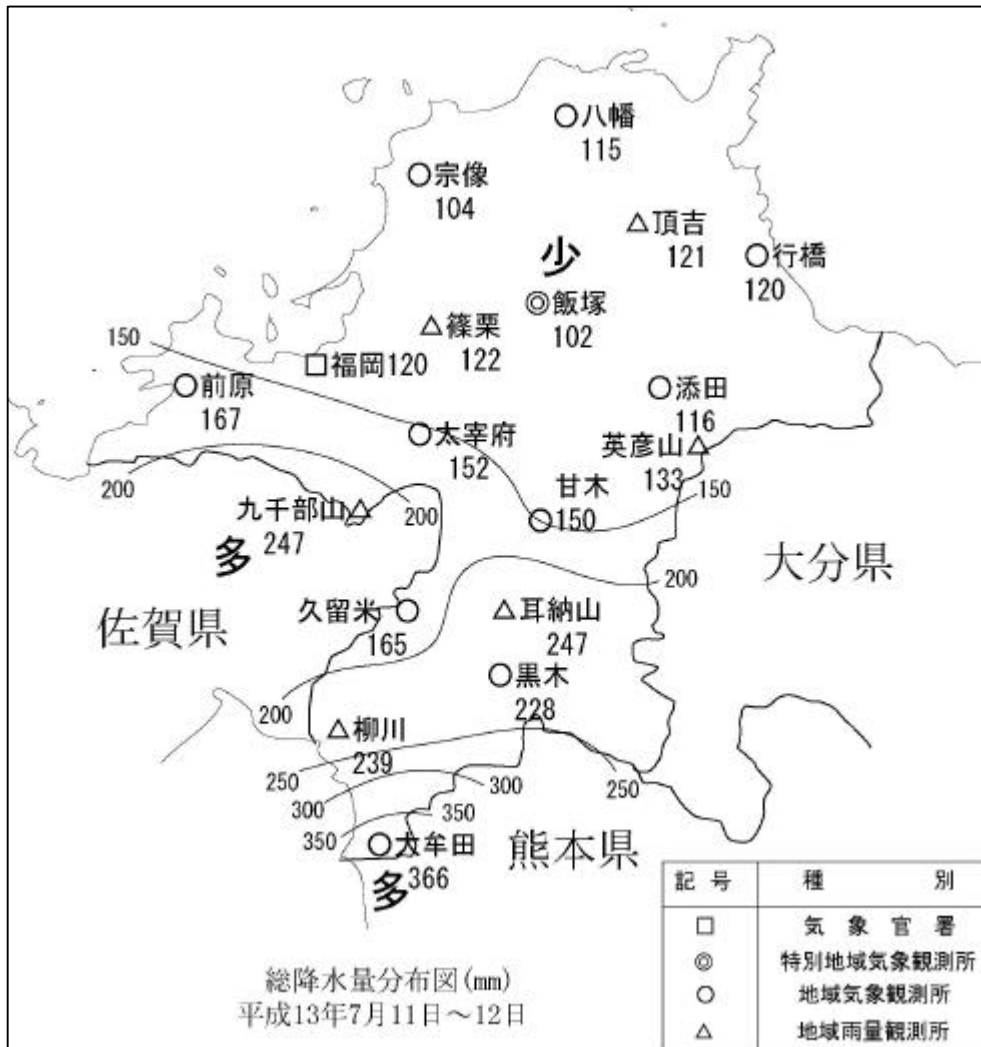 ○八幡
115
○宗像
104
△頂吉
121
少
○行橋
120
◎飯塚
102
△篠栗
122
150
□福岡120
○前原
167
○添田
116
○太宰府
152
英彦山△
133
150
200
甘木
○150
九千部山△
247
200
多
大分県
200
佐賀県
久留米○
165
△耳納山
247
○黒木
228
200
△柳川
239
250
300
250
300
350
350
○大牟田
366
熊本県
多
記号 種別
□ 気象官署
◎ 特別地域気象観測所
○ 地域気象観測所
△ 地域雨量観測所
総降水量分布図(mm)
平成13年7月11日～12日